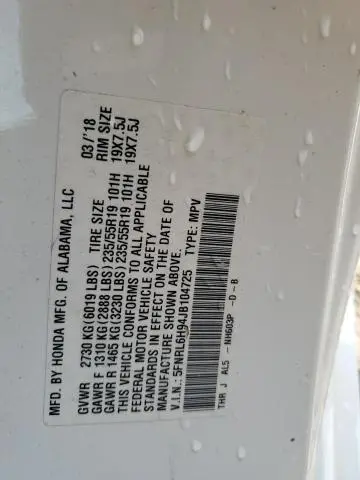 MFD. BY HONDA MFG. OF ALABAMA, LLC 03/'18
GVWR 2730 KG(6019 LBS) TIRE SIZE RIM SIZE
GAWR F 1310 KG(2888 LBS)235/55R19 101H 19X7.5J
GAWR R 1465 KG(3230 LBS)235/55R19 101H 19X7.5J
THIS VEHICLE CONFORMS TO ALL APPLICABLE
FEDERAL MOTOR VEHICLE SAFETY
STANDARDS IN EFFECT ON THE DATE OF
MANUFACTURE SHOWN ABOVE.
V.I.N.: 5FNRL6H94JB104725 TYPE: MPV
THR J AL5 - NH603P -D-B